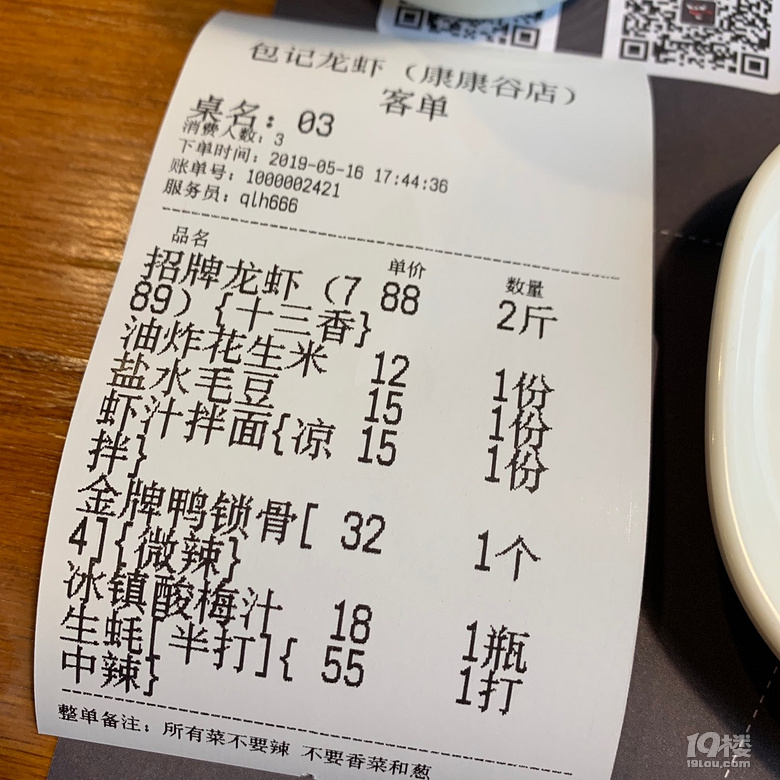 包记龙虾（康康谷店）
客单
桌名：03
消费人数：3
下单时间：2019-05-16 17:44:36
账单号：1000002421
服务员：qlh666
品名 单价 数量
招牌龙虾（7 88 2斤
89）{十三香}
油炸花生米 12 1份
盐水毛豆 15 1份
虾汁拌面{凉 15 1份
拌}
金牌鸭锁骨[ 32 1个
4]{微辣}
冰镇酸梅汁 18 1瓶
生蚝[半打]{ 55 1打
中辣}
整单备注：所有菜不要辣 不要香菜和葱
19楼
19lou.com